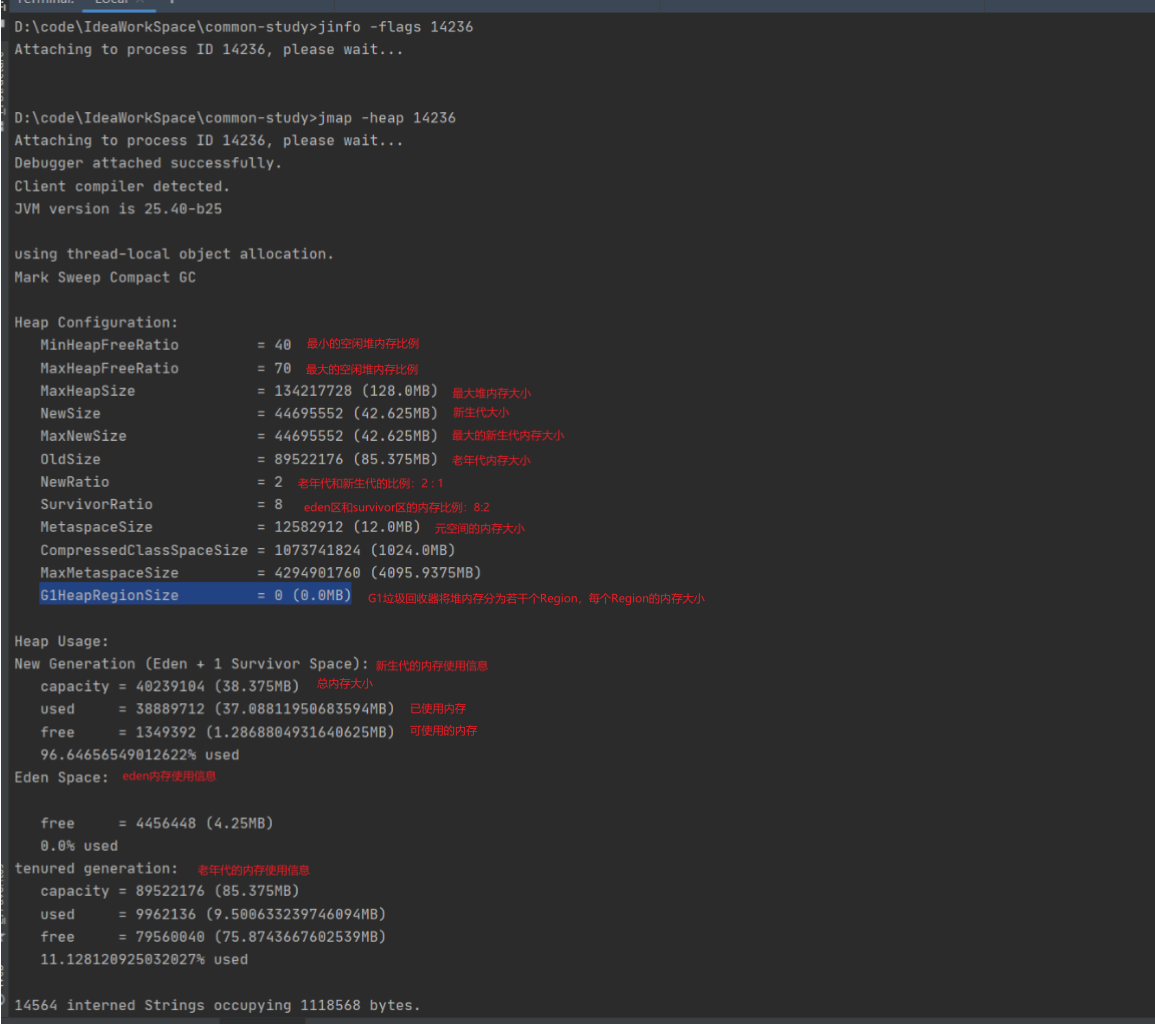 Terminal: Local
D:\code\IdeaWorkSpace\common-study>jinfo -flags 14236
Attaching to process ID 14236, please wait...
D:\code\IdeaWorkSpace\common-study>jmap -heap 14236
Attaching to process ID 14236, please wait...
Debugger attached successfully.
Client compiler detected.
JVM version is 25.40-b25
using thread-local object allocation.
Mark Sweep Compact GC
Heap Configuration:
MinHeapFreeRatio = 40 最小的空闲堆内存比例
MaxHeapFreeRatio = 70 最大的空闲堆内存比例
MaxHeapSize = 134217728 (128.0MB) 最大堆内存大小
NewSize = 44695552 (42.625MB) 新生代大小
MaxNewSize = 44695552 (42.625MB) 最大的新生代内存大小
OldSize = 89522176 (85.375MB) 老年代内存大小
NewRatio = 2 老年代和新生代的比例：2 : 1
SurvivorRatio = 8 eden区和survivor区的内存比例：8:2
MetaspaceSize = 12582912 (12.0MB) 元空间的内存大小
CompressedClassSpaceSize = 1073741824 (1024.0MB)
MaxMetaspaceSize = 4294901760 (4095.9375MB)
G1HeapRegionSize = 0 (0.0MB) G1垃圾回收器将堆内存分为若干个Region，每个Region的内存大小
Heap Usage:
New Generation (Eden + 1 Survivor Space): 新生代的内存使用信息
capacity = 40239104 (38.375MB) 总内存大小
used = 38889712 (37.08811950683594MB) 已使用内存
free = 1349392 (1.2868804931640625MB) 可使用的内存
96.64656549012622% used
Eden Space: eden内存使用信息
free = 4456448 (4.25MB)
0.0% used
tenured generation: 老年代的内存使用信息
capacity = 89522176 (85.375MB)
used = 9962136 (9.500633239746094MB)
free = 79560040 (75.8743667602539MB)
11.128120925032027% used
14564 interned Strings occupying 1118568 bytes.